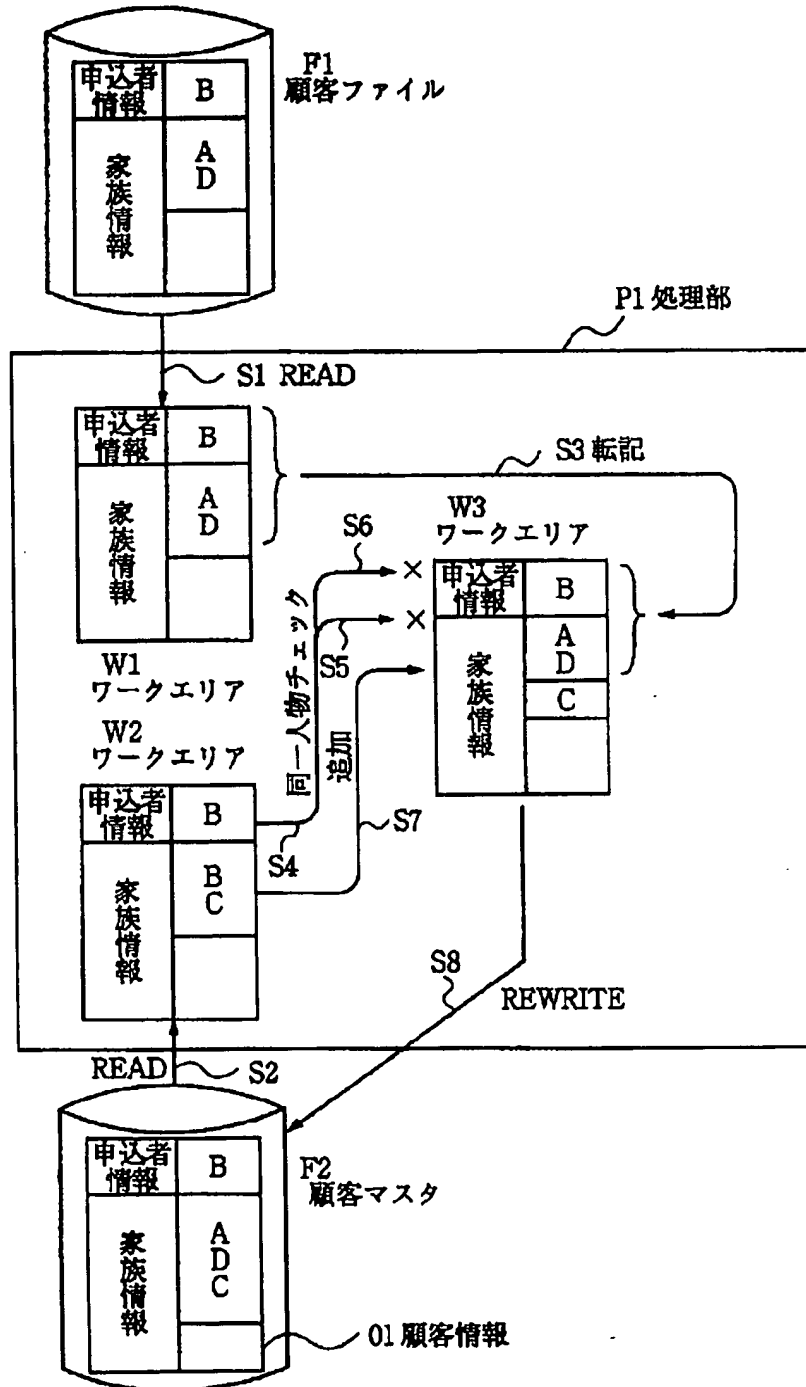 F1
顧客ファイル
申込者
情報
B
家族情報
A
D
P1 処理部
S1 READ
申込者
情報
B
家族情報
A
D
S3 転記
W1
ワークエリア
W3
ワークエリア
S6
×
S5
×
申込者
情報
B
家族情報
A
D
C
同一人物チェック
追加
W2
ワークエリア
申込者
情報
B
家族情報
B
C
S4
S7
S8
REWRITE
READ
S2
申込者
情報
B
家族情報
A
D
C
F2
顧客マスタ
01 顧客情報